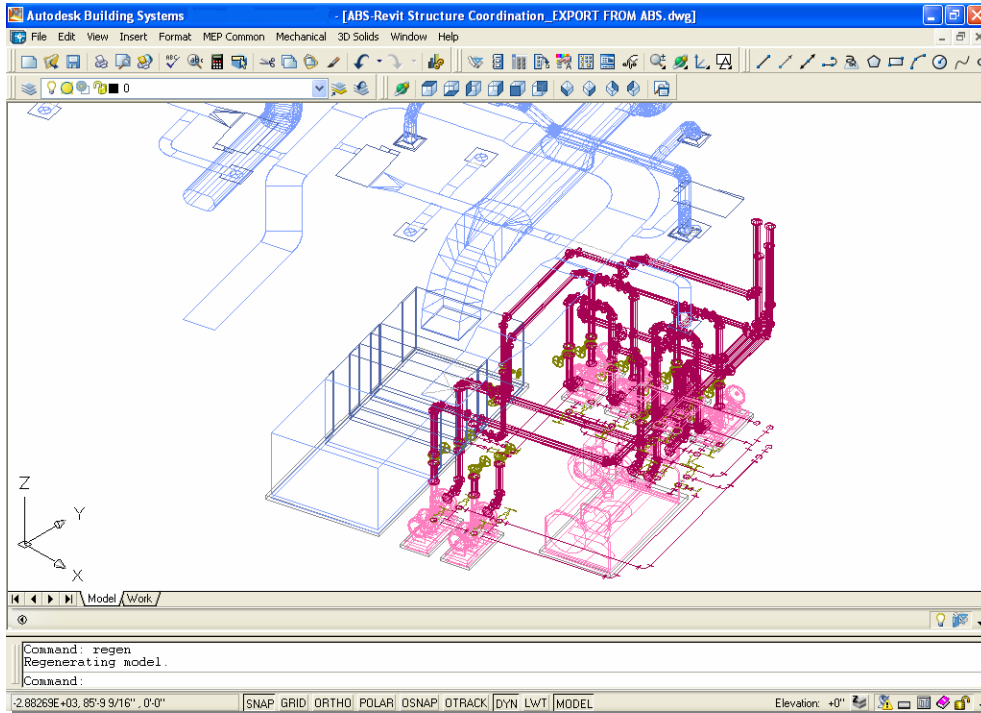 Autodesk Building Systems - [ABS-Revit Structure Coordination_EXPORT FROM ABS.dwg]
File Edit View Insert Format MEP Common Mechanical 3D Solids Window Help
ABC
0
Z
Y
X
Model Work
Command: regen
Regenerating model.
Command:
-2.88269E+03, 85'-9 9/16" , 0'-0" SNAP GRID ORTHO POLAR OSNAP OTRACK DYN LWT MODEL Elevation: +0"